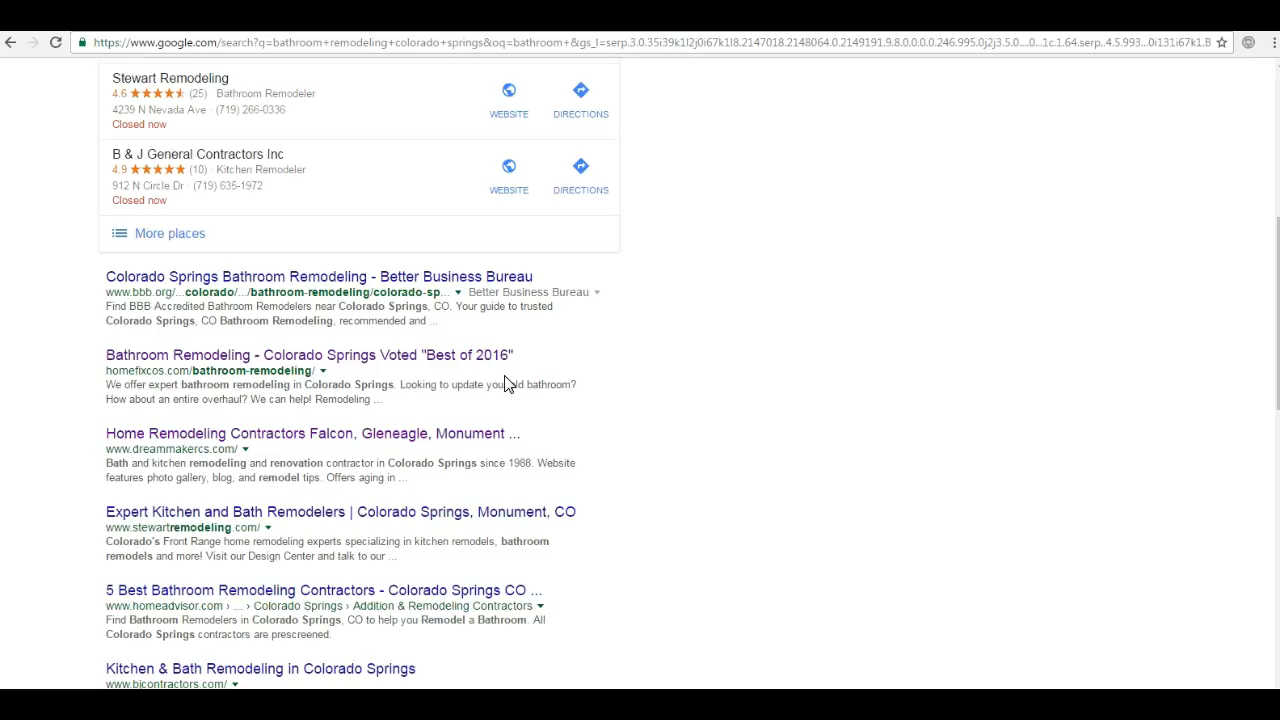 https://www.google.com/search?q=bathroom+remodeling+colorado+springs&oq=bathroom+&gs_l=serp.3.0.35i39k1l2j0i67k1l8.2147018.2148064.0.2149191.9.8.0.0.0.0.246.995.0j2j3.5.0....0...1c.1.64.serp..4.5.993...0i131i67k1.B
Stewart Remodeling
4.6 (25) · Bathroom Remodeler
4239 N Nevada Ave · (719) 266-0336
Closed now
WEBSITE DIRECTIONS
B & J General Contractors Inc
4.9 (10) · Kitchen Remodeler
912 N Circle Dr · (719) 635-1972
Closed now
WEBSITE DIRECTIONS
More places
Colorado Springs Bathroom Remodeling - Better Business Bureau
www.bbb.org/...colorado/.../bathroom-remodeling/colorado-sp... Better Business Bureau
Find BBB Accredited Bathroom Remodelers near Colorado Springs, CO. Your guide to trusted
Colorado Springs, CO Bathroom Remodeling, recommended and ...
Bathroom Remodeling - Colorado Springs Voted "Best of 2016"
homefixcos.com/bathroom-remodeling/
We offer expert bathroom remodeling in Colorado Springs. Looking to update bathroom?
How about an entire overhaul? We can help! Remodeling ...
Home Remodeling Contractors Falcon, Gleneagle, Monument ...
www.dreammakercs.com/
Bath and kitchen remodeling and renovation contractor in Colorado Springs since 1988. Website
features photo gallery, blog, and remodel tips. Offers aging in ...
Expert Kitchen and Bath Remodelers | Colorado Springs, Monument, CO
www.stewartremodeling.com/
Colorado's Front Range home remodeling experts specializing in kitchen remodels, bathroom
remodels and more! Visit our Design Center and talk to our ...
5 Best Bathroom Remodeling Contractors - Colorado Springs CO ...
www.homeadvisor.com › ... › Colorado Springs › Addition & Remodeling Contractors
Find Bathroom Remodelers in Colorado Springs, CO to help you Remodel a Bathroom. All
Colorado Springs contractors are prescreened.
Kitchen & Bath Remodeling in Colorado Springs
www.bjcontractors.com/